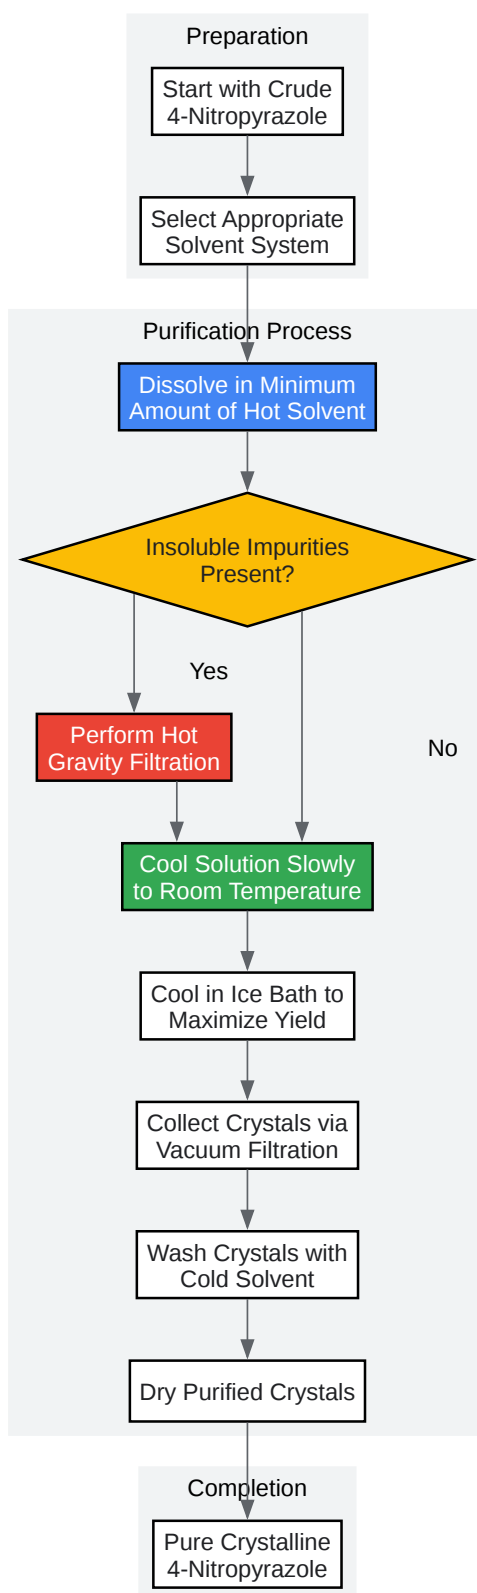 Preparation
Start with Crude
4-Nitropyrazole
Select Appropriate
Solvent System
Purification Process
Dissolve in Minimum
Amount of Hot Solvent
Insoluble Impurities
Present?
Yes
Perform Hot
Gravity Filtration
No
Cool Solution Slowly
to Room Temperature
Cool in Ice Bath to
Maximize Yield
Collect Crystals via
Vacuum Filtration
Wash Crystals with
Cold Solvent
Dry Purified Crystals
Completion
Pure Crystalline
4-Nitropyrazole